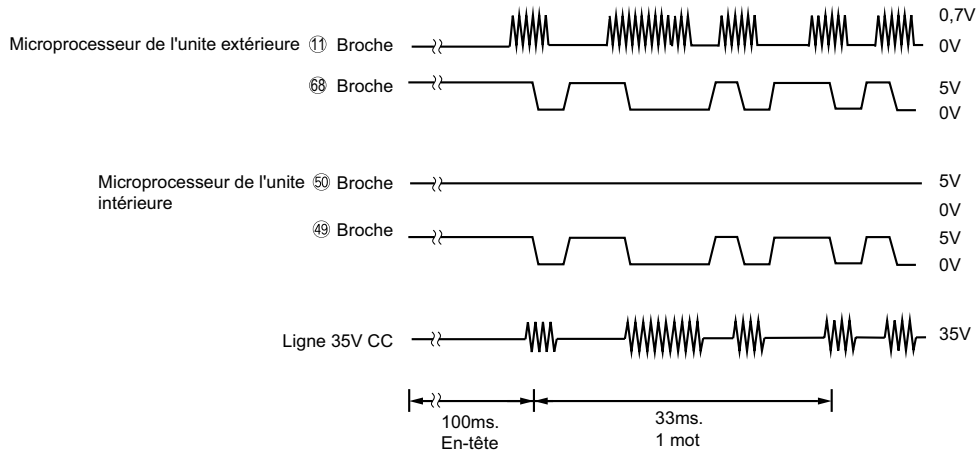 0,7V
Microprocesseur de l'unite extérieure ⑪ Broche
0V
㊽ Broche
5V
0V
Microprocesseur de l'unite
intérieure
㊿ Broche
5V
0V
㊾ Broche
5V
0V
Ligne 35V CC
35V
100ms.
En-tête
33ms.
1 mot